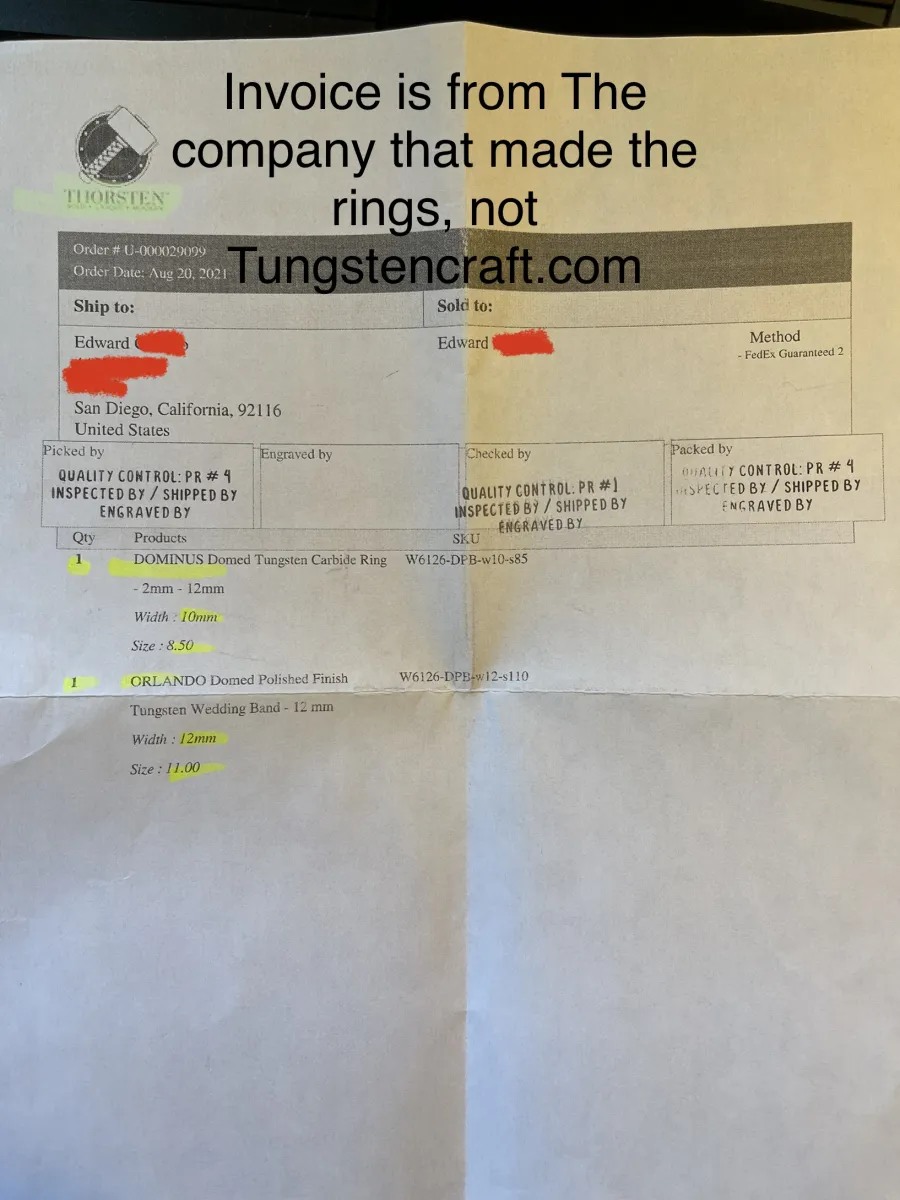 Invoice is from The
company that made the
rings, not
Tungstencraft.com
THORSTEN
Order # U-000029099
Order Date: Aug 20, 2021
Ship to:
Sold to:
Edward
Edward
Method
- FedEx Guaranteed 2
San Diego, California, 92116
United States
Picked by
Engraved by
Checked by
Packed by
QUALITY CONTROL: PR # 4
INSPECTED BY / SHIPPED BY
ENGRAVED BY
QUALITY CONTROL: PR #1
INSPECTED BY / SHIPPED BY
ENGRAVED BY
QUALITY CONTROL: PR # 4
INSPECTED BY / SHIPPED BY
ENGRAVED BY
Qty Products SKU
1 DOMINUS Domed Tungsten Carbide Ring W6126-DPB-w10-s85
- 2mm - 12mm
Width : 10mm
Size : 8.50
1 ORLANDO Domed Polished Finish W6126-DPB-w12-s110
Tungsten Wedding Band - 12 mm
Width : 12mm
Size : 11.00